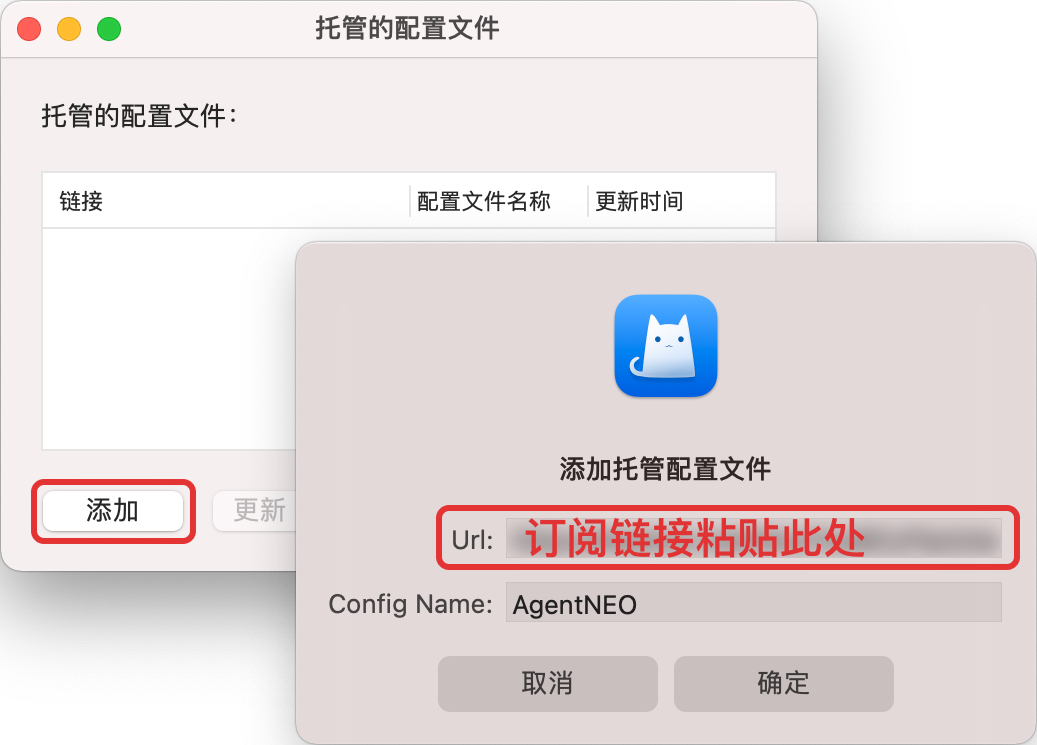 托管的配置文件
托管的配置文件：
链接 配置文件名称 更新时间
添加 更新
添加托管配置文件
Url: 订阅链接粘贴此处
Config Name: AgentNEO
取消 确定